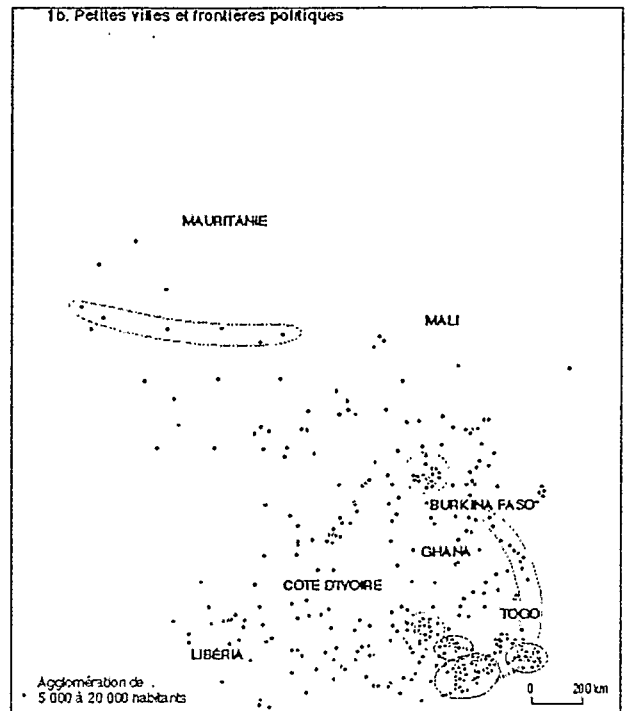 1b. Petites villes et frontières politiques
MAURITANIE
MALI
BURKINA FASO
GHANA
COTE D'IVOIRE
TOGO
LIBERIA
Agglomération de
5 000 à 20 000 habitants
0 200 km